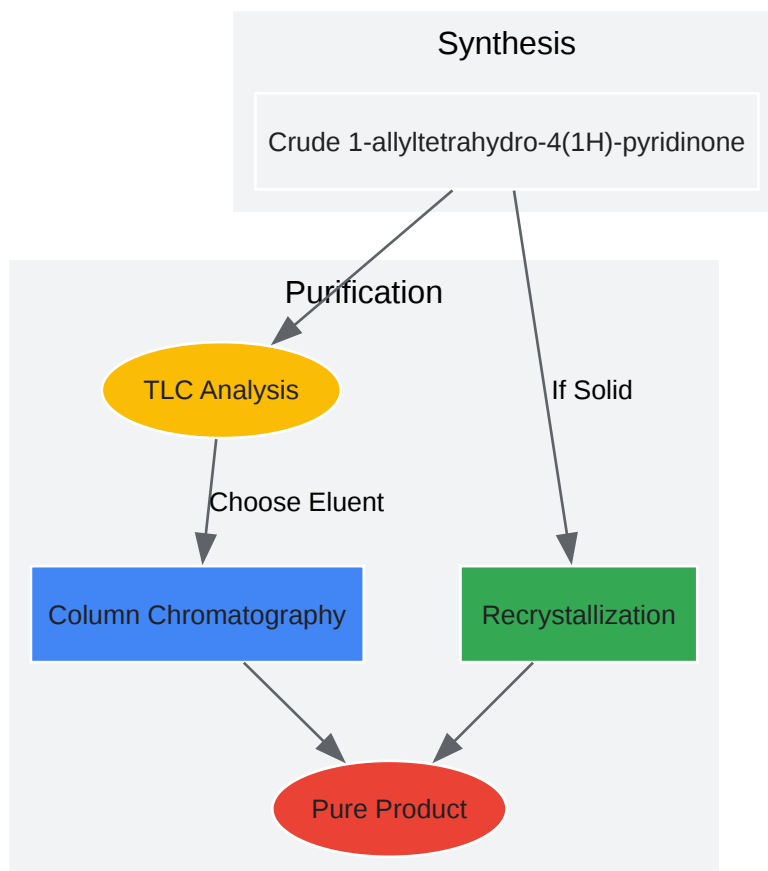 Synthesis
Crude 1-allyltetrahydro-4(1H)-pyridinone
Purification
TLC Analysis
If Solid
Choose Eluent
Column Chromatography
Recrystallization
Pure Product